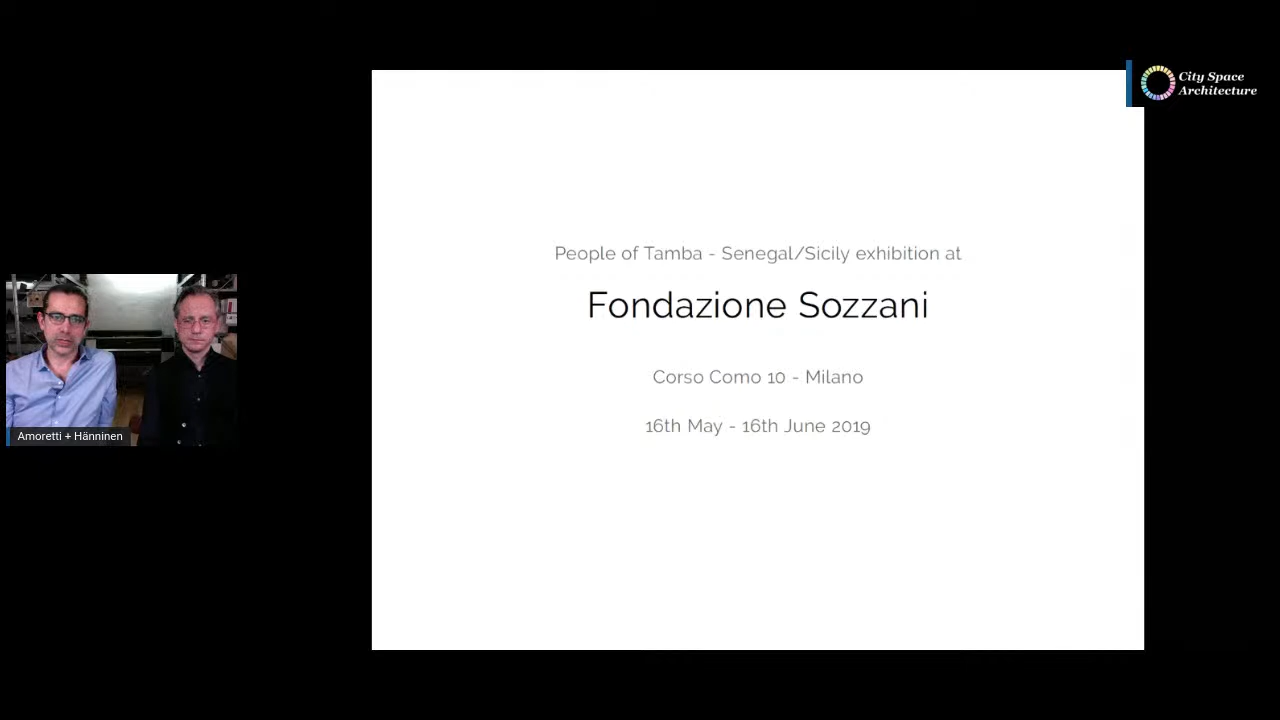 City Space
Architecture
People of Tamba - Senegal/Sicily exhibition at
Fondazione Sozzani
Corso Como 10 - Milano
16th May - 16th June 2019
Amoretti + Hänninen